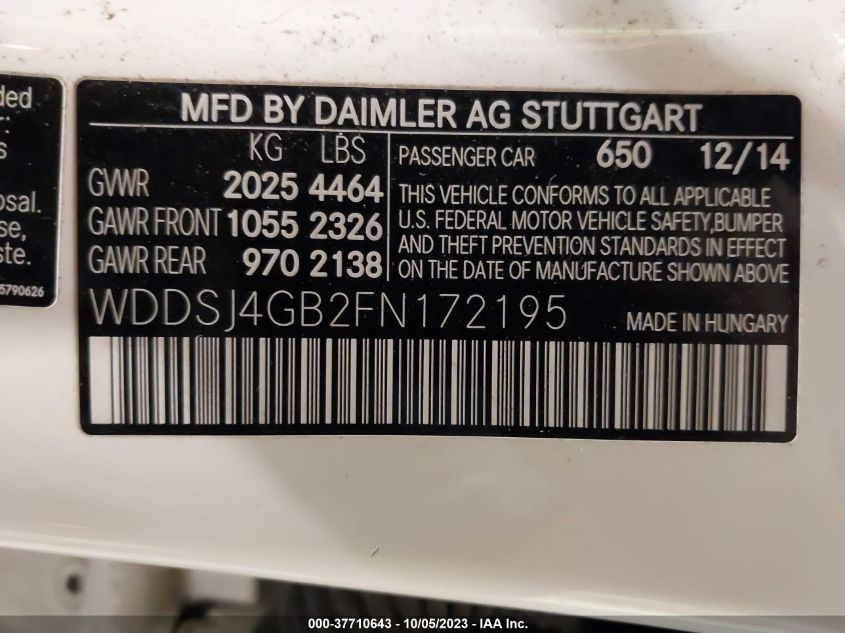 ded
r:
s
osal.
se,
ste.
5790626
MFD BY DAIMLER AG STUTTGART
KG LBS
GVWR 2025 4464
GAWR FRONT 1055 2326
GAWR REAR 970 2138
PASSENGER CAR 650 12/14
THIS VEHICLE CONFORMS TO ALL APPLICABLE
U.S. FEDERAL MOTOR VEHICLE SAFETY,BUMPER
AND THEFT PREVENTION STANDARDS IN EFFECT
ON THE DATE OF MANUFACTURE SHOWN ABOVE
WDDSJ4GB2FN172195 MADE IN HUNGARY
000-37710643 - 10/05/2023 - IAA Inc.